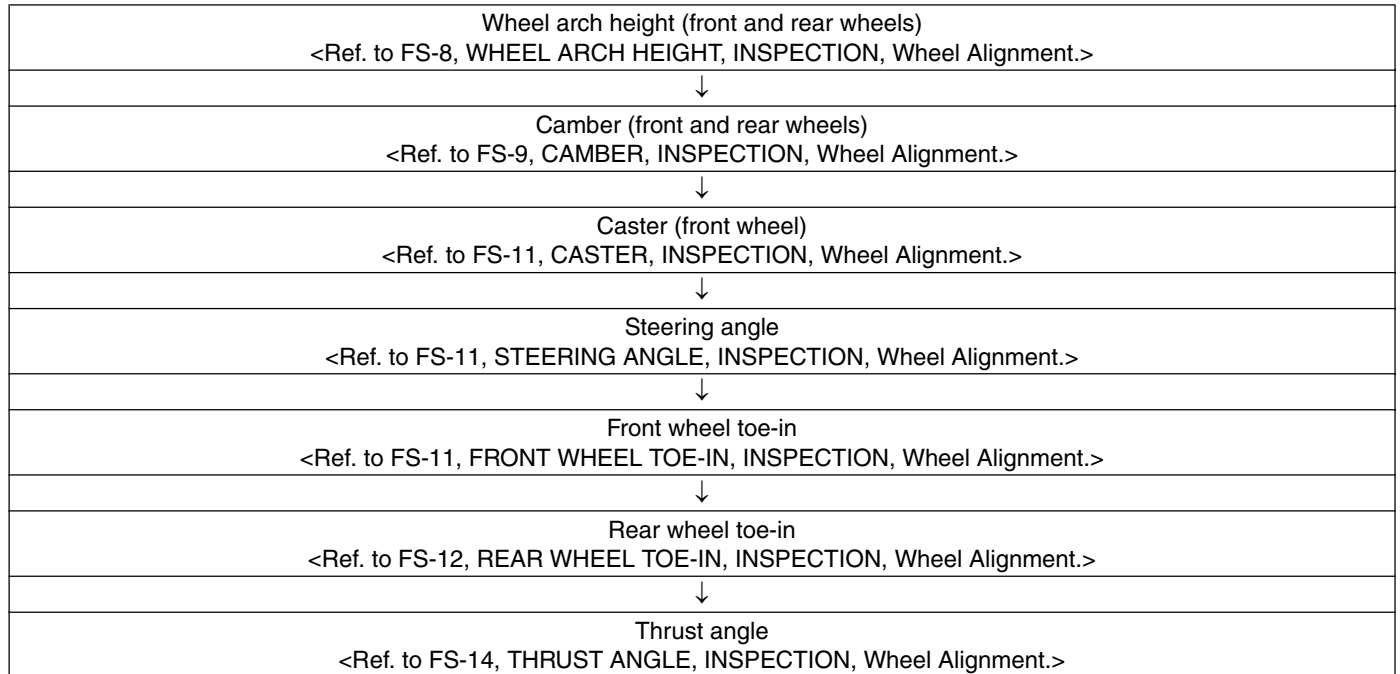 Wheel arch height (front and rear wheels)
<Ref. to FS-8, WHEEL ARCH HEIGHT, INSPECTION, Wheel Alignment.>
↓
Camber (front and rear wheels)
<Ref. to FS-9, CAMBER, INSPECTION, Wheel Alignment.>
↓
Caster (front wheel)
<Ref. to FS-11, CASTER, INSPECTION, Wheel Alignment.>
↓
Steering angle
<Ref. to FS-11, STEERING ANGLE, INSPECTION, Wheel Alignment.>
↓
Front wheel toe-in
<Ref. to FS-11, FRONT WHEEL TOE-IN, INSPECTION, Wheel Alignment.>
↓
Rear wheel toe-in
<Ref. to FS-12, REAR WHEEL TOE-IN, INSPECTION, Wheel Alignment.>
↓
Thrust angle
<Ref. to FS-14, THRUST ANGLE, INSPECTION, Wheel Alignment.>